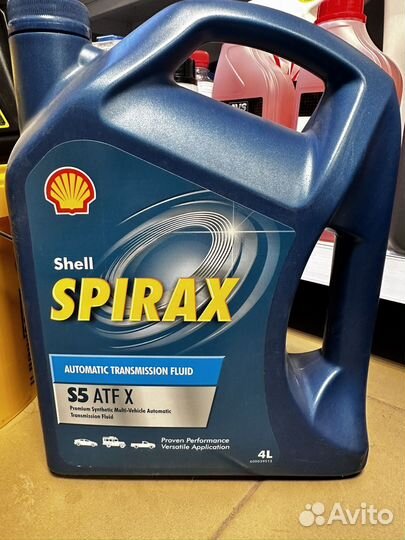 Shell
SPIRAX
AUTOMATIC TRANSMISSION FLUID
S5 ATF X
Premium Synthetic Multi-Vehicle Automatic
Transmission Fluid
Proven Performance
Versatile Application
4L
Avito